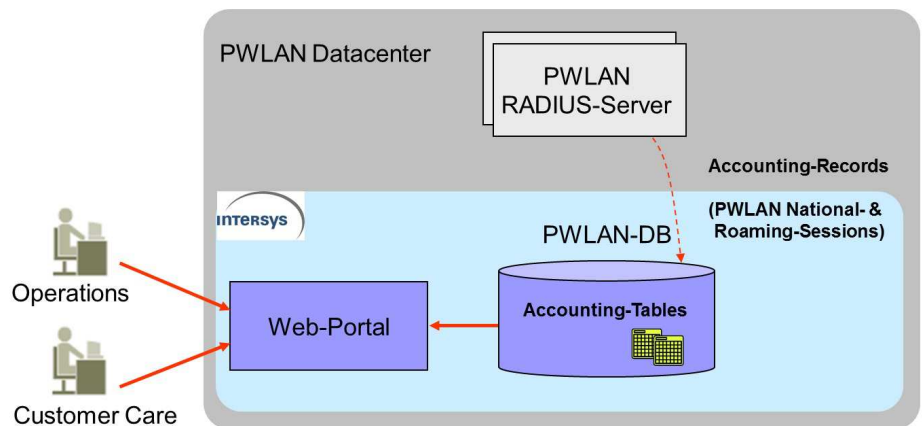 PWLAN Datacenter
PWLAN
RADIUS-Server
Accounting-Records
(PWLAN National- &
Roaming-Sessions)
INTERSYS
PWLAN-DB
Accounting-Tables
Web-Portal
Operations
Customer Care